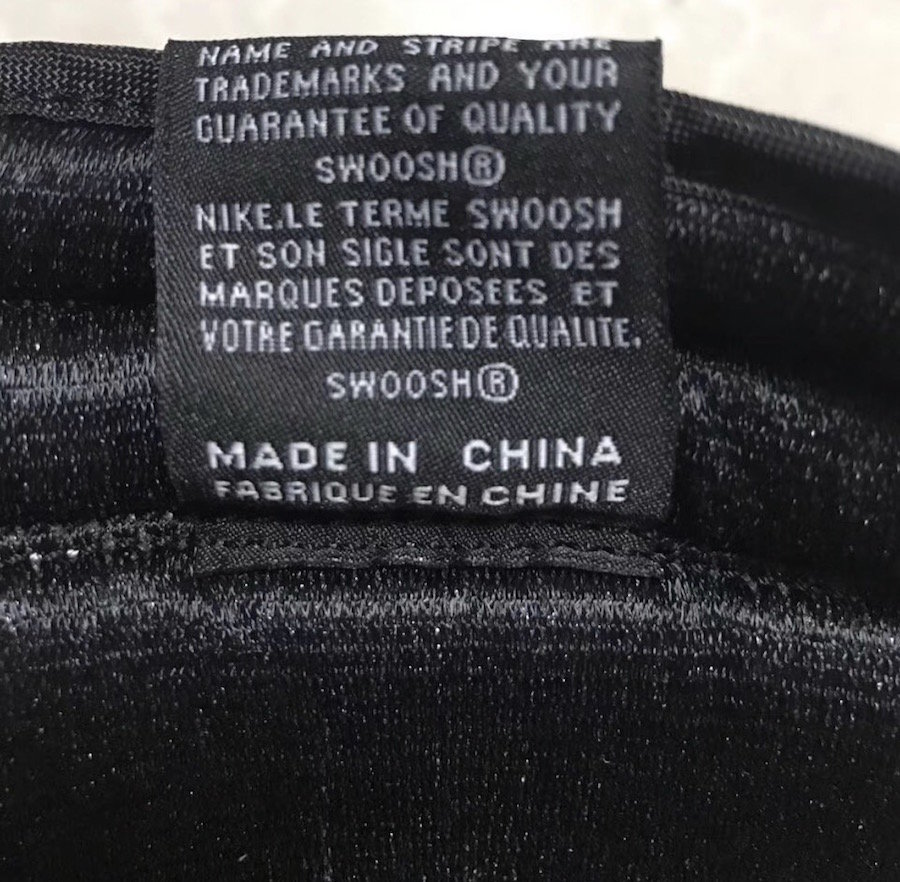 NAME AND STRIPE ARE
TRADEMARKS AND YOUR
GUARANTEE OF QUALITY
SWOOSH®
NIKE.LE TERME SWOOSH
ET SON SIGLE SONT DES
MARQUES DEPOSEES ET
VOTRE GARANTIE DE QUALITE.
SWOOSH®
MADE IN CHINA
FABRIQUE EN CHINE